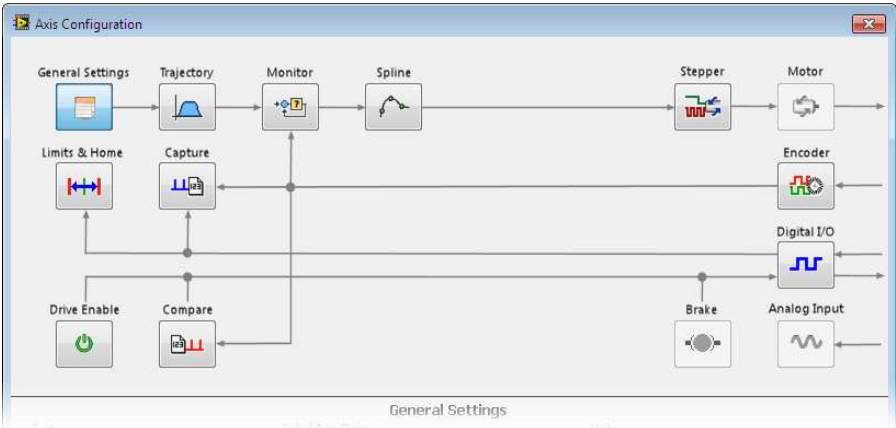 Axis Configuration
General Settings Trajectory Monitor Spline Stepper Motor
Limits & Home Capture Encoder
Digital I/O
Drive Enable Compare Brake Analog Input
General Settings